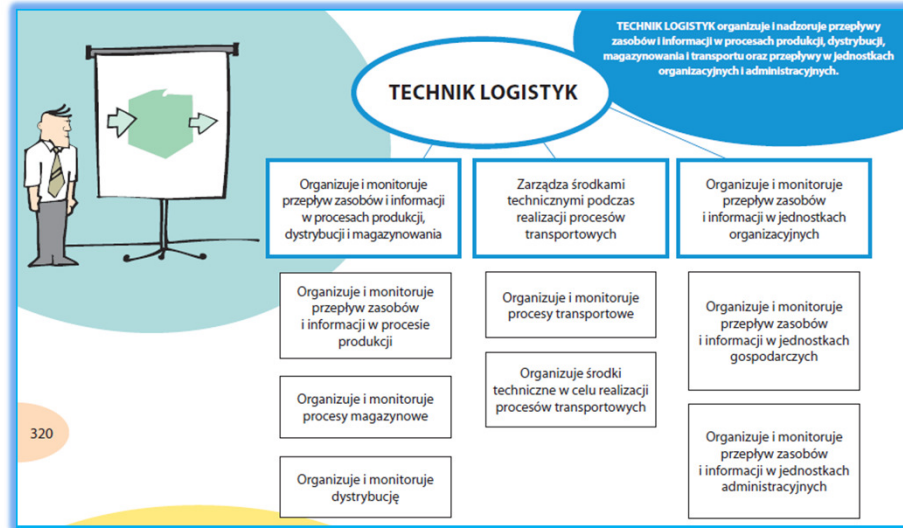 TECHNIK LOGISTYK organizuje i nadzoruje przepływy
zasobów i informacji w procesach produkcji, dystrybucji,
magazynowania i transportu oraz przepływy w jednostkach
organizacyjnych i administracyjnych.
TECHNIK LOGISTYK
Organizuje i monitoruje
przepływ zasobów i informacji
w procesach produkcji,
dystrybucji i magazynowania
Zarządza środkami
technicznymi podczas
realizacji procesów
transportowych
Organizuje i monitoruje
przepływ zasobów
i informacji w jednostkach
organizacyjnych
Organizuje i monitoruje
przepływ zasobów
i informacji w procesie
produkcji
Organizuje i monitoruje
procesy magazynowe
Organizuje i monitoruje
dystrybucję
Organizuje i monitoruje
procesy transportowe
Organizuje środki
techniczne w celu realizacji
procesów transportowych
Organizuje i monitoruje
przepływ zasobów
i informacji w jednostkach
gospodarczych
Organizuje i monitoruje
przepływ zasobów
i informacji w jednostkach
administracyjnych
320